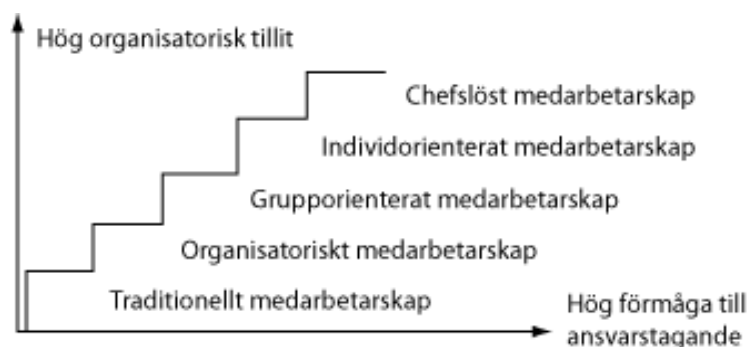 Hög organisatorisk tillit
Chefslöst medarbetarskap
Individorienterat medarbetarskap
Grupporienterat medarbetarskap
Organisatoriskt medarbetarskap
Traditionellt medarbetarskap
Hög förmåga till
ansvarstagande